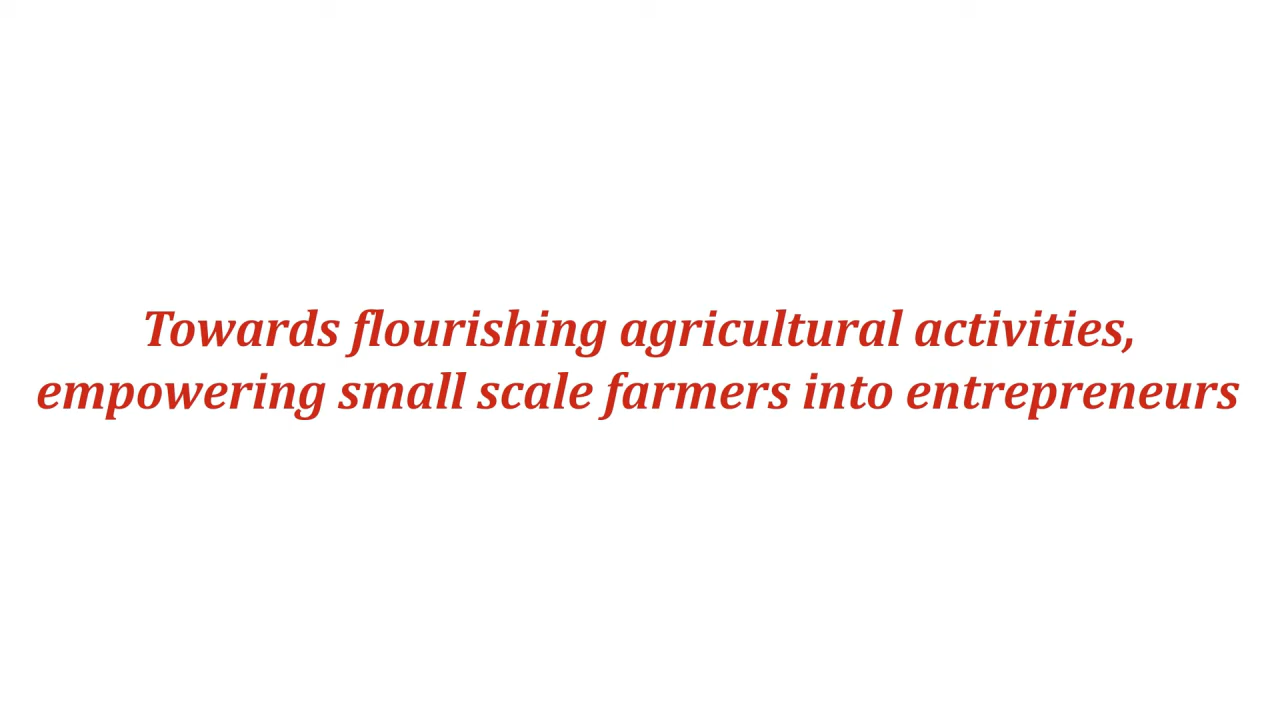 Towards flourishing agricultural activities,
empowering small scale farmers into entrepreneurs